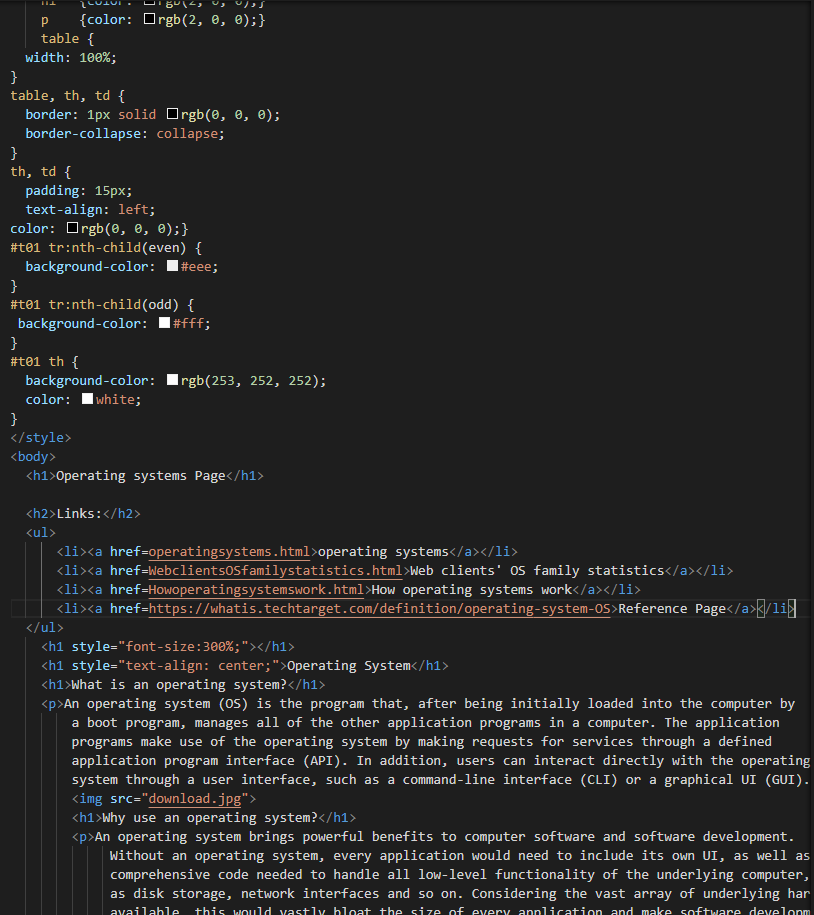 h1 {color: rgb(2, 0, 0);}
p {color: rgb(2, 0, 0);}
table {
width: 100%;
}
table, th, td {
border: 1px solid rgb(0, 0, 0);
border-collapse: collapse;
}
th, td {
padding: 15px;
text-align: left;
color: rgb(0, 0, 0);}
#t01 tr:nth-child(even) {
background-color: #eee;
}
#t01 tr:nth-child(odd) {
background-color: #fff;
}
#t01 th {
background-color: rgb(253, 252, 252);
color: white;
}
</style>
<body>
<h1>Operating systems Page</h1>
<h2>Links:</h2>
<ul>
<li><a href=operatingsystems.html>operating systems</a></li>
<li><a href=WebclientsOSfamilystatistics.html>Web clients' OS family statistics</a></li>
<li><a href=Howoperatingsystemswork.html>How operating systems work</a></li>
<li><a href=https://whatis.techtarget.com/definition/operating-system-OS>Reference Page</a></li>
</ul>
<h1 style="font-size:300%;"></h1>
<h1 style="text-align: center;">Operating System</h1>
<h1>What is an operating system?</h1>
<p>An operating system (OS) is the program that, after being initially loaded into the computer by
a boot program, manages all of the other application programs in a computer. The application
programs make use of the operating system by making requests for services through a defined
application program interface (API). In addition, users can interact directly with the operating
system through a user interface, such as a command-line interface (CLI) or a graphical UI (GUI).
<img src="download.jpg">
<h1>Why use an operating system?</h1>
<p>An operating system brings powerful benefits to computer software and software development.
Without an operating system, every application would need to include its own UI, as well as
comprehensive code needed to handle all low-level functionality of the underlying computer,
as disk storage, network interfaces and so on. Considering the vast array of underlying har
available, this would vastly bloat the size of every application and make software developm